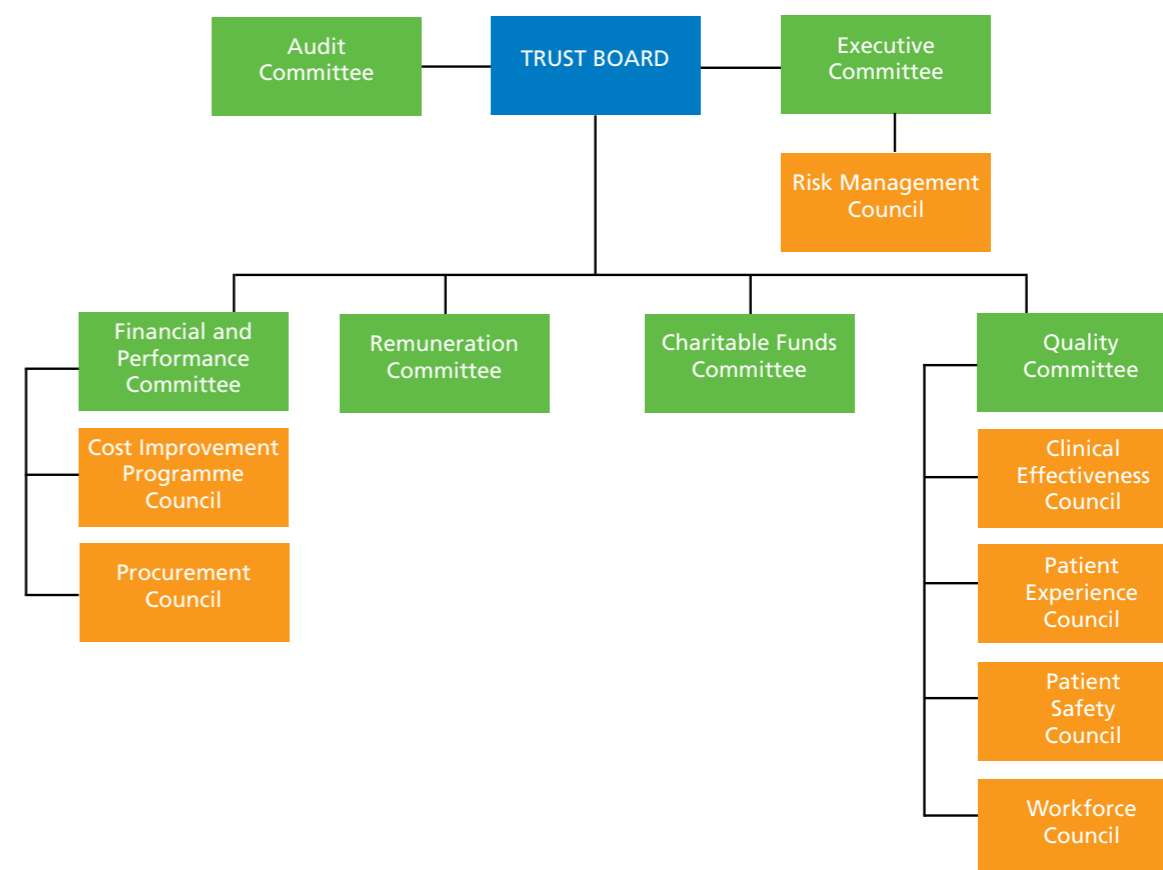 Audit
Committee
TRUST BOARD
Executive
Committee
Risk Management
Council
Financial and
Performance
Committee
Remuneration
Committee
Charitable Funds
Committee
Quality
Committee
Cost Improvement
Programme
Council
Procurement
Council
Clinical
Effectiveness
Council
Patient
Experience
Council
Patient
Safety
Council
Workforce
Council